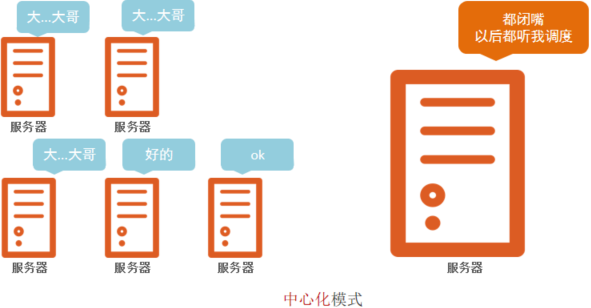 大...大哥
大...大哥
都闭嘴
以后都听我调度
服务器
服务器
大...大哥
好的
ok
服务器
服务器
服务器
服务器
中心化模式